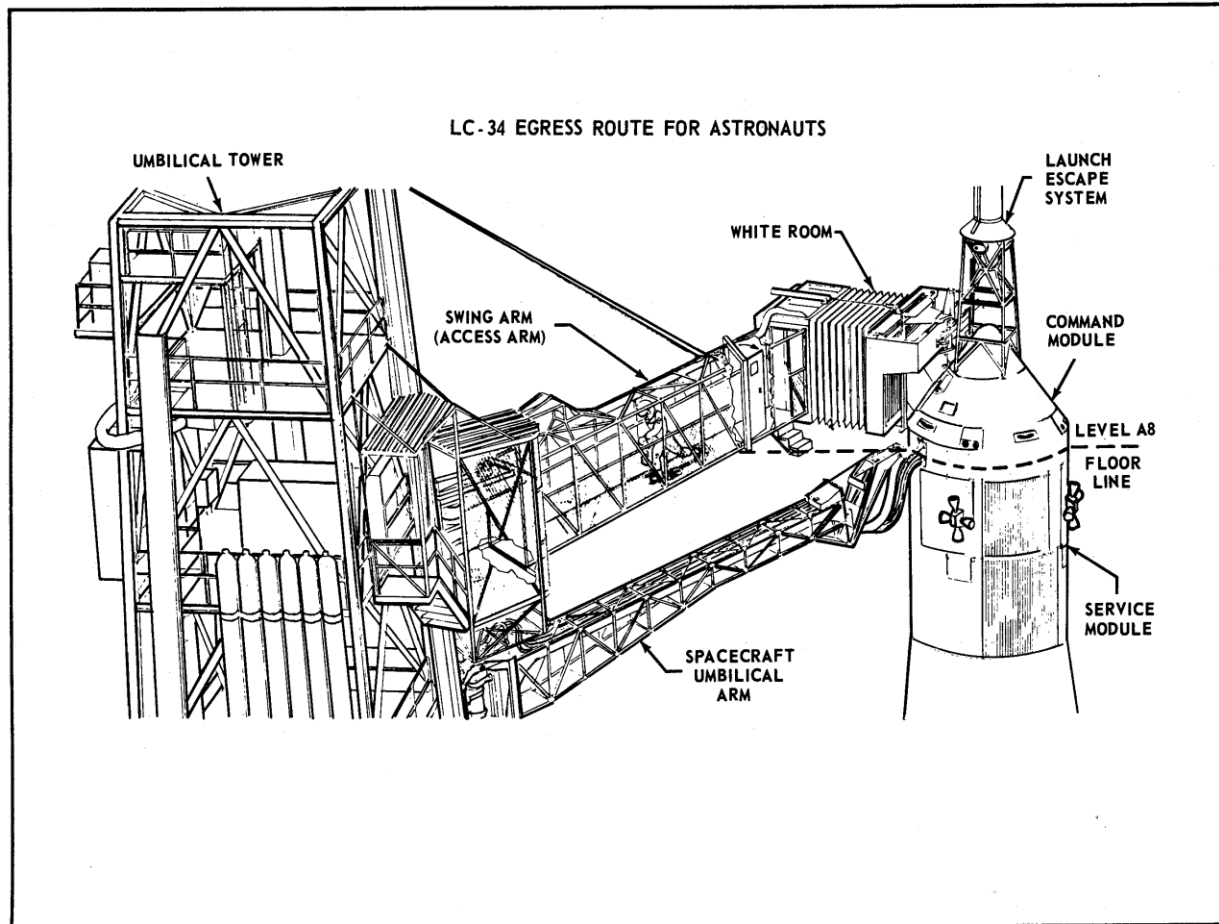 LC-34 EGRESS ROUTE FOR ASTRONAUTS
UMBILICAL TOWER
LAUNCH
ESCAPE
SYSTEM
WHITE ROOM
SWING ARM
(ACCESS ARM)
COMMAND
MODULE
LEVEL A8
FLOOR
LINE
SERVICE
MODULE
SPACECRAFT
UMBILICAL
ARM